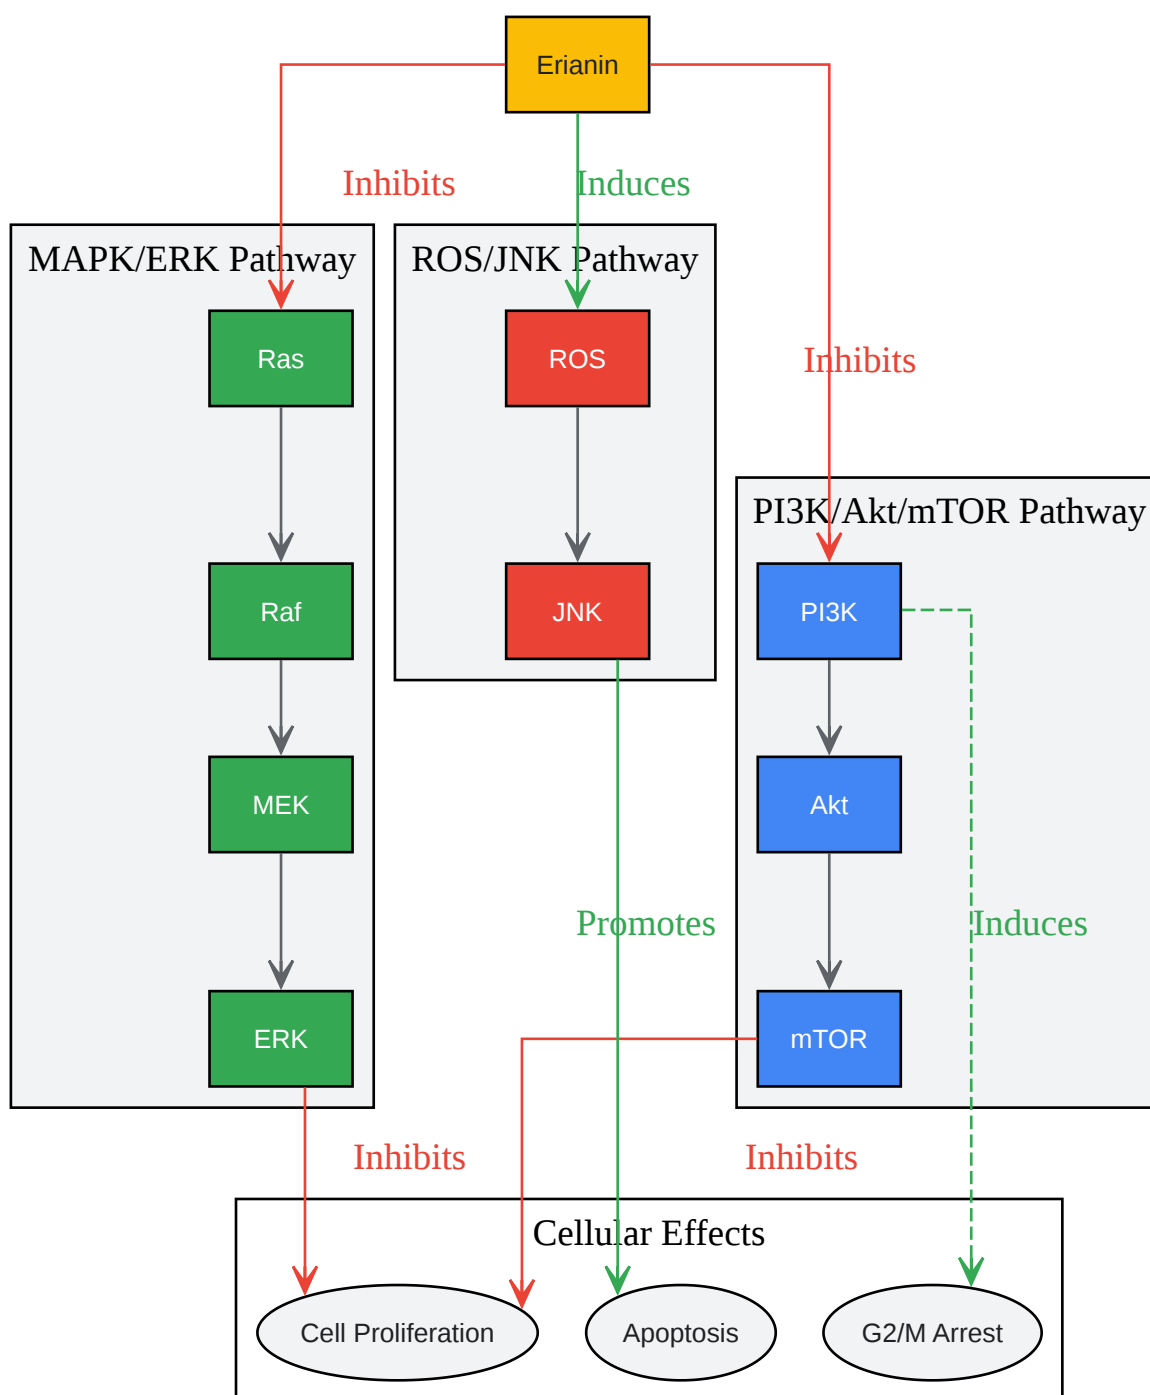 Erianin
Inhibits
Induces
MAPK/ERK Pathway
ROS/JNK Pathway
Ras
ROS
Inhibits
PI3K/Akt/mTOR Pathway
Raf
JNK
PI3K
MEK
Akt
Promotes
Induces
ERK
mTOR
Inhibits
Inhibits
Cellular Effects
Cell Proliferation
Apoptosis
G2/M Arrest